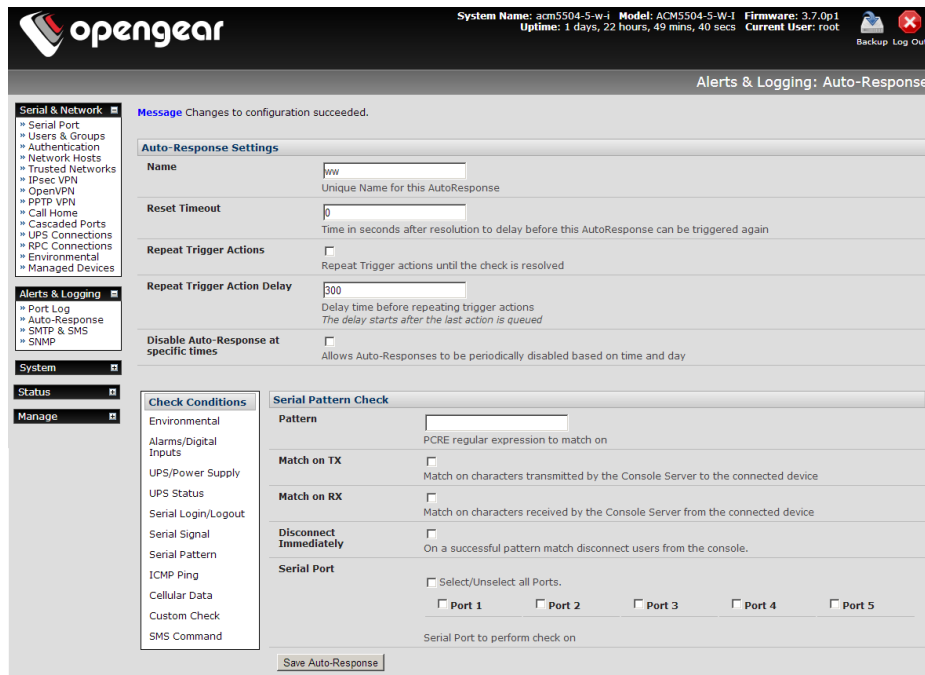 opengear
System Name: acm5504-5-w-i Model: ACM5504-5-W-I Firmware: 3.7.0p1
Uptime: 1 days, 22 hours, 49 mins, 40 secs Current User: root
Backup Log Out
Alerts & Logging: Auto-Response
Serial & Network
» Serial Port
» Users & Groups
» Authentication
» Network Hosts
» Trusted Networks
» IPsec VPN
» OpenVPN
» PPTP VPN
» Call Home
» Cascaded Ports
» UPS Connections
» RPC Connections
» Environmental
» Managed Devices
Alerts & Logging
» Port Log
» Auto-Response
» SMTP & SMS
» SNMP
System
Status
Manage
Message Changes to configuration succeeded.
Auto-Response Settings
Name
ww
Unique Name for this AutoResponse
Reset Timeout
0
Time in seconds after resolution to delay before this AutoResponse can be triggered again
Repeat Trigger Actions
Repeat Trigger actions until the check is resolved
Repeat Trigger Action Delay
300
Delay time before repeating trigger actions
The delay starts after the last action is queued
Disable Auto-Response at
specific times
Allows Auto-Responses to be periodically disabled based on time and day
Check Conditions
Environmental
Alarms/Digital
Inputs
UPS/Power Supply
UPS Status
Serial Login/Logout
Serial Signal
Serial Pattern
ICMP Ping
Cellular Data
Custom Check
SMS Command
Serial Pattern Check
Pattern
PCRE regular expression to match on
Match on TX
Match on characters transmitted by the Console Server to the connected device
Match on RX
Match on characters received by the Console Server from the connected device
Disconnect
Immediately
On a successful pattern match disconnect users from the console.
Serial Port
Select/Unselect all Ports.
Port 1 Port 2 Port 3 Port 4 Port 5
Serial Port to perform check on
Save Auto-Response